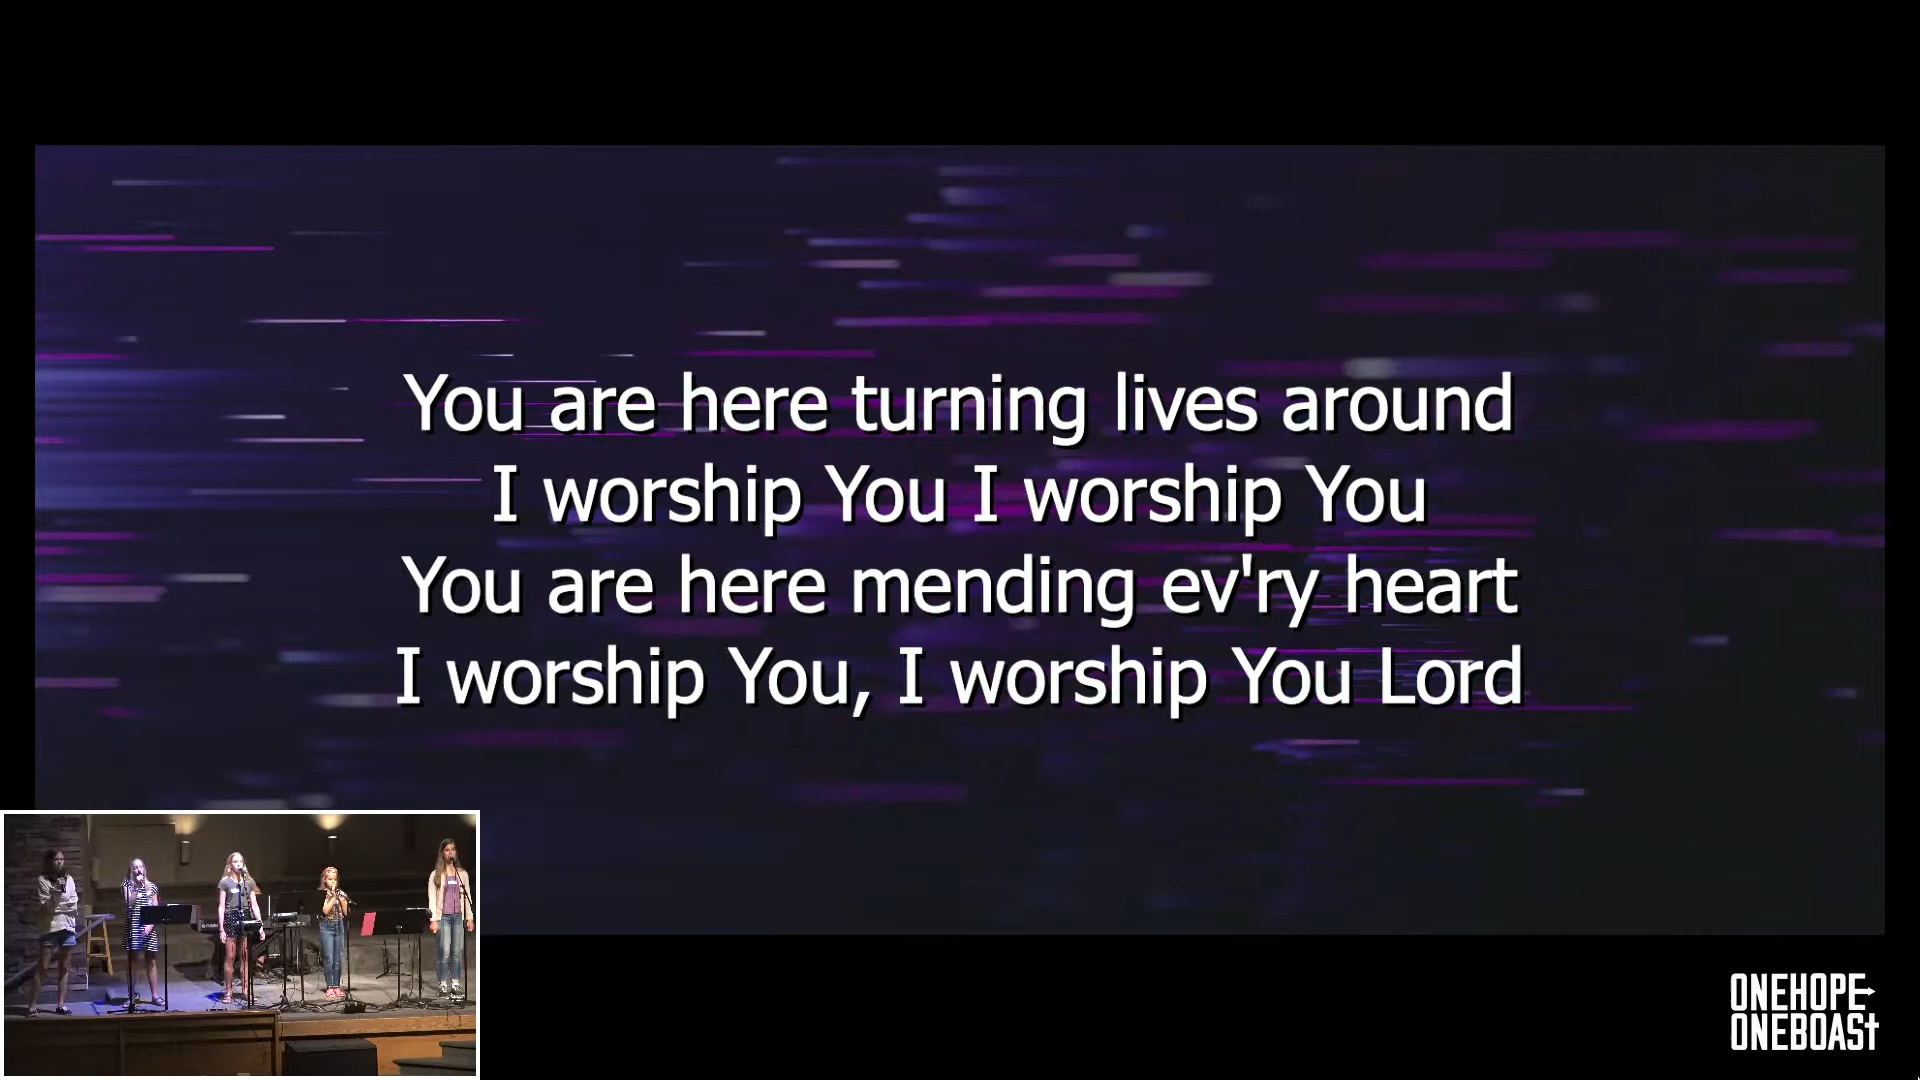 You are here turning lives around
I worship You I worship You
You are here mending ev'ry heart
I worship You, I worship You Lord
ONEHOPE
ONEBOAST